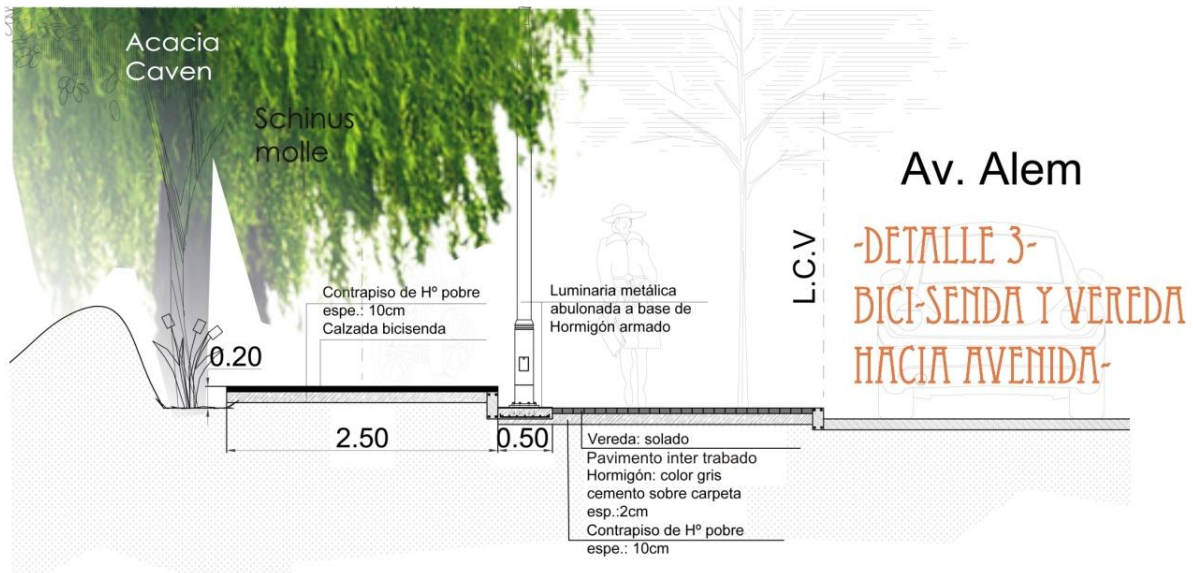 Acacia
Caven
Schinus
molle
Av. Alem
L.C.V
-DETALLE 3-
BICI-SENDA Y VEREDA
HACIA AVENIDA-
Contrapiso de Hº pobre
espe.: 10cm
Calzada bicisenda
Luminaria metálica
abulonada a base de
Hormigón armado
0.20
2.50
0.50
Vereda: solado
Pavimento inter trabado
Hormigón: color gris
cemento sobre carpeta
esp.:2cm
Contrapiso de Hº pobre
espe.: 10cm